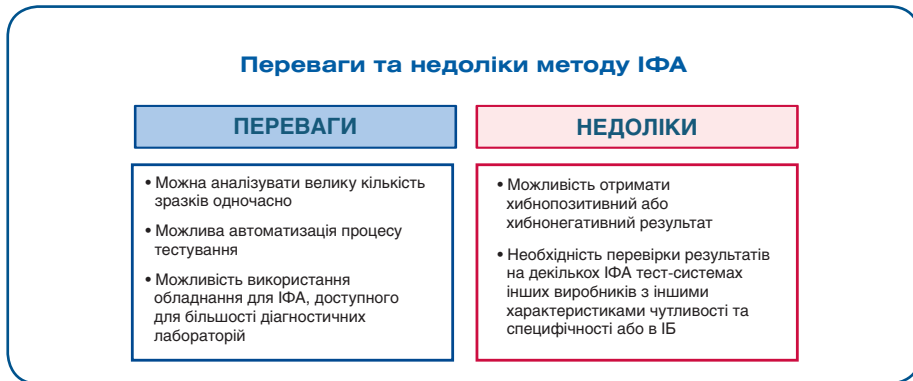 Переваги та недоліки методу ІФА
ПЕРЕВАГИ
• Можна аналізувати велику кількість
зразків одночасно
• Можлива автоматизація процесу
тестування
• Можливість використання
обладнання для ІФА, доступного
для більшості діагностичних
лабораторій
НЕДОЛІКИ
• Можливість отримати
хибнопозитивний або
хибнонегативний результат
• Необхідність перевірки результатів
на декількох ІФА тест-системах
інших виробників з іншими
характеристиками чутливості та
специфічності або в ІБ